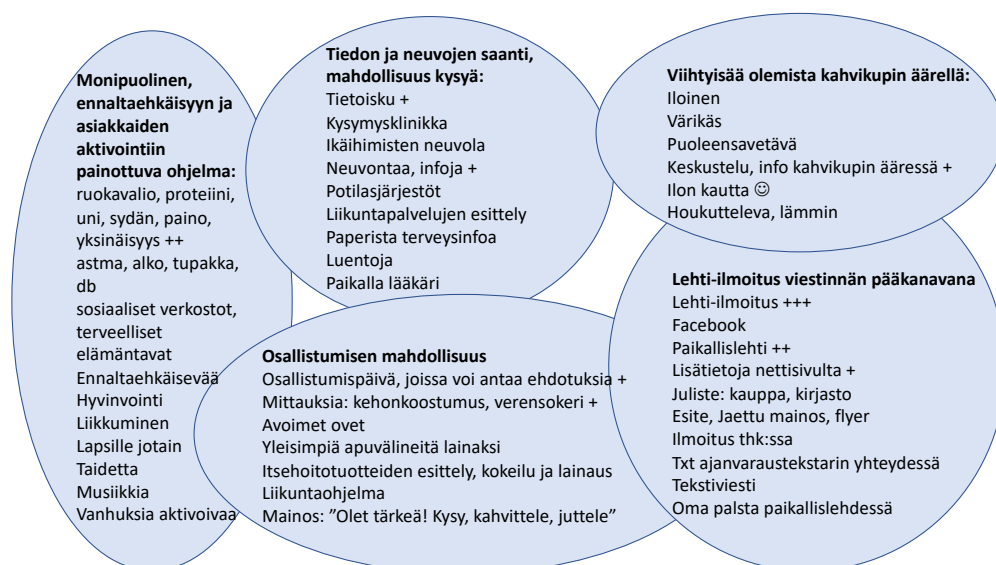 Monipuolinen,
ennaltaehkäisyyn ja
asiakkaiden
aktivointiin
painottuva ohjelma:
ruokavalio, proteiini,
uni, sydän, paino,
yksinäisyys ++
astma, alko, tupakka,
db
sosiaaliset verkostot,
terveelliset
elämäntavat
Ennaltaehkäisevää
Hyvinvointi
Liikkuminen
Lapsille jotain
Taidetta
Musiikkia
Vanhuksia aktivoivaa
Tiedon ja neuvojen saanti,
mahdollisuus kysyä:
Tietoisku +
Kysymysklinikka
Ikäihimisten neuvola
Neuvontaa, infoja +
Potilasjärjestöt
Liikuntapalvelujen esittely
Paperista terveysinfoa
Luentoja
Paikalla lääkäri
Viihtyisää olemista kahvikupin äärellä:
Iloinen
Värikäs
Puoleensavetävä
Keskustelu, info kahvikupin ääressä +
Ilon kautta ☺
Houkutteleva, lämmin
Osallistumisen mahdollisuus
Osallistumispäivä, joissa voi antaa ehdotuksia +
Mittauksia: kehonkoostumus, verensokeri +
Avoimet ovet
Yleisimpiä apuvälineitä lainaksi
Itsehoitotuotteiden esittely, kokeilu ja lainaus
Liikuntaohjelma
Mainos: ”Olet tärkeä! Kysy, kahvittele, juttele”
Lehti-ilmoitus viestinnän pääkanavana
Lehti-ilmoitus +++
Facebook
Paikallislehti ++
Lisätietoja nettisivulta +
Juliste: kauppa, kirjasto
Esite, Jaettu mainos, flyer
Ilmoitus thk:ssa
Txt ajanvaraustekstarin yhteydessä
Tekstiviesti
Oma palsta paikallislehdessä